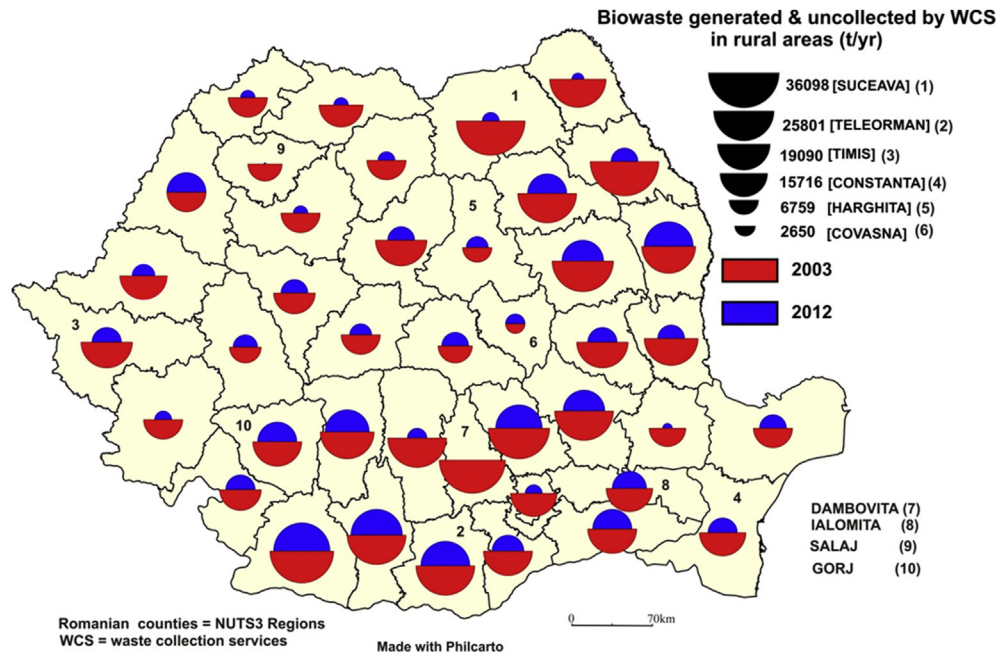 Biowaste generated & uncollected by WCS
in rural areas (t/yr)
36098 [SUCEAVA] (1)
25801 [TELEORMAN] (2)
19090 [TIMIS] (3)
15716 [CONSTANTA] (4)
6759 [HARGHITA] (5)
2650 [COVASNA] (6)
2003
2012
1
9
5
3
6
10
7
8
4
2
DAMBOVITA (7)
IALOMITA (8)
SALAJ (9)
GORJ (10)
0 70km
Romanian counties = NUTS3 Regions
WCS = waste collection services
Made with Philcarto